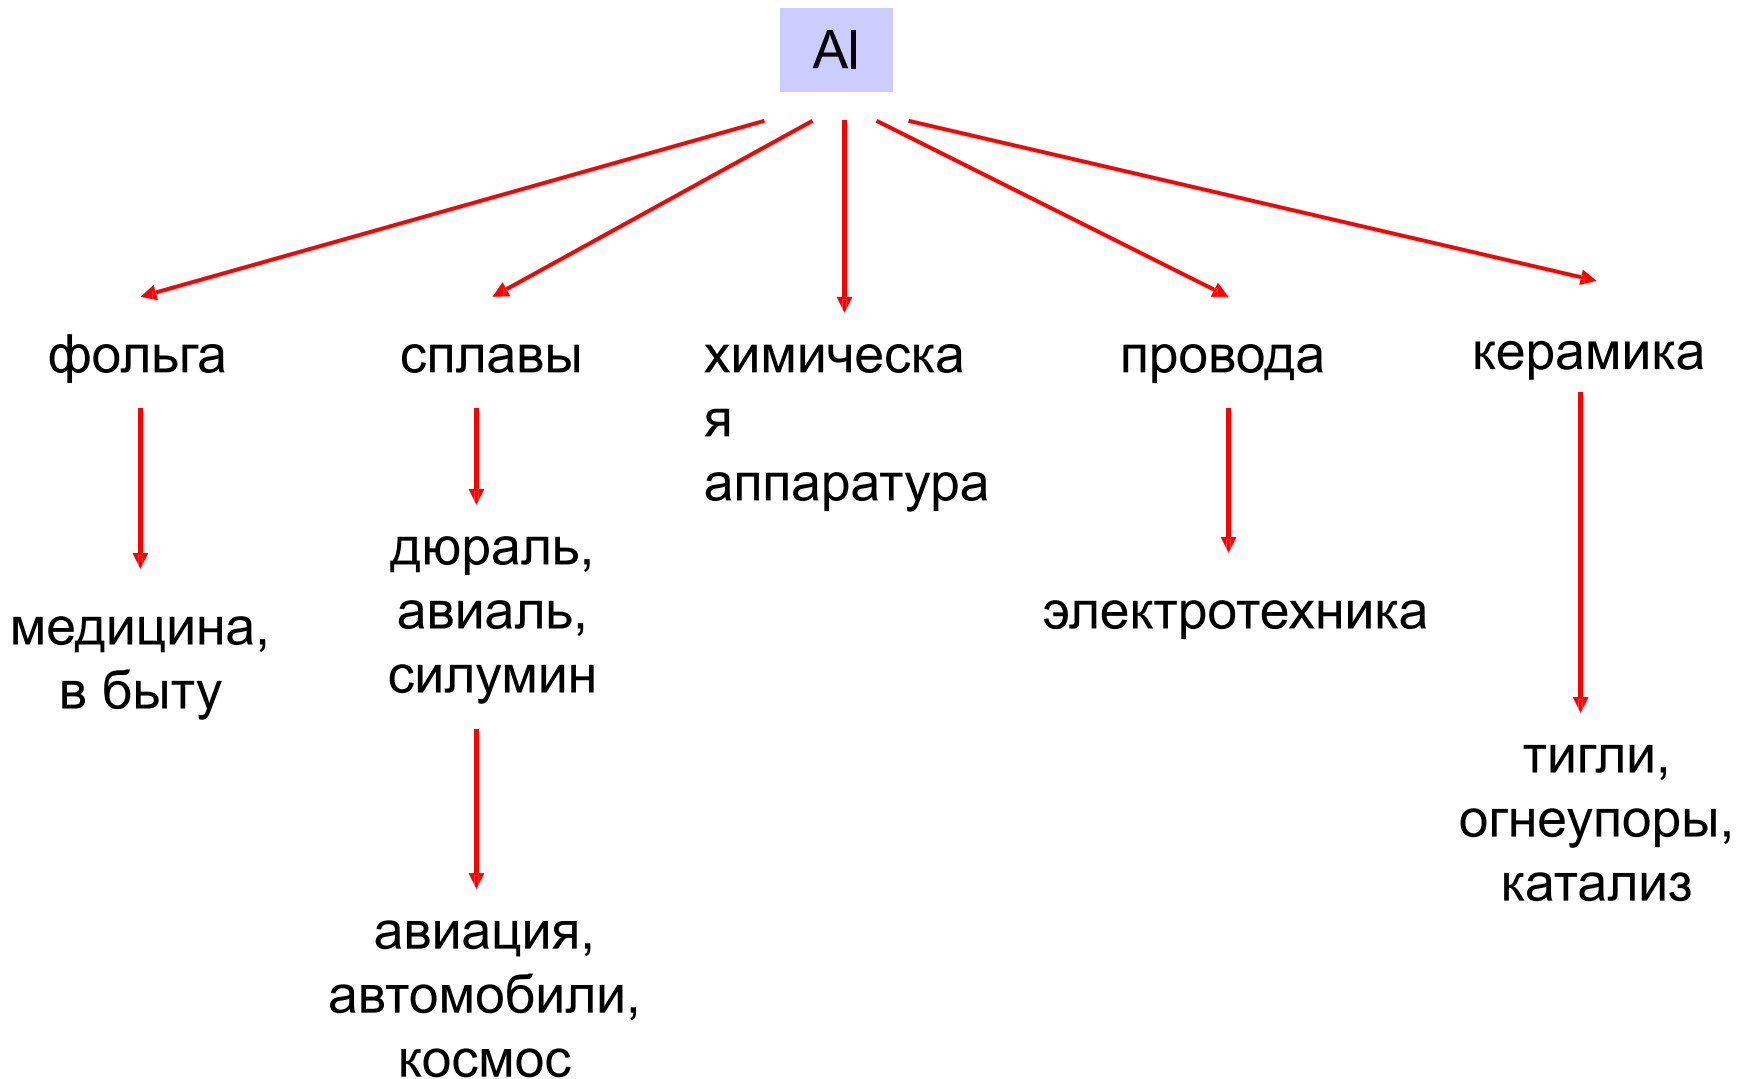 Al
фольга
сплавы
химическа
я
аппаратура
провода
керамика
медицина,
в быту
дюраль,
авиаль,
силумин
электротехника
тигли,
огнеупоры,
катализ
авиация,
автомобили,
космос